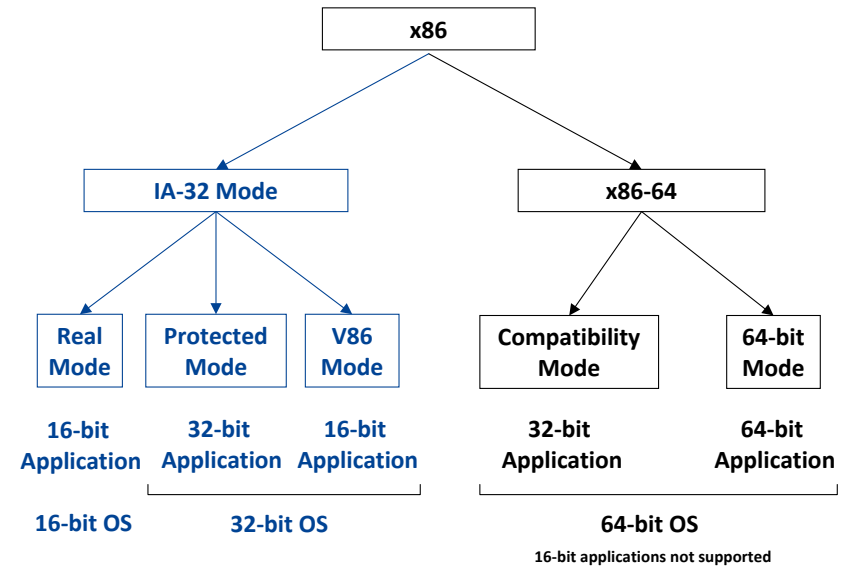 x86
IA-32 Mode
x86-64
Real
Mode
Protected
Mode
V86
Mode
Compatibility
Mode
64-bit
Mode
16-bit
Application
32-bit
Application
16-bit
Application
32-bit
Application
64-bit
Application
16-bit OS
32-bit OS
64-bit OS
16-bit applications not supported